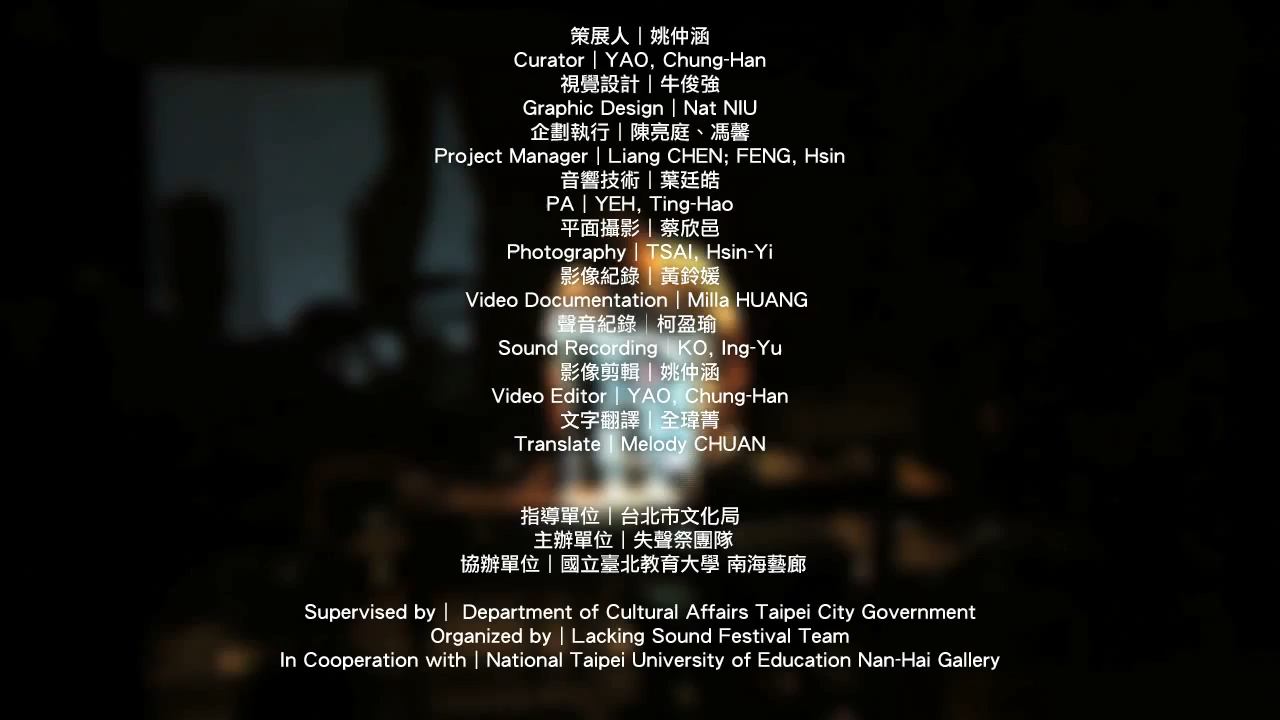 策展人｜姚仲涵
Curator｜YAO, Chung-Han
視覺設計｜牛俊強
Graphic Design｜Nat NIU
企劃執行｜陳亮庭、馮馨
Project Manager｜Liang CHEN; FENG, Hsin
音響技術｜葉廷皓
PA｜YEH, Ting-Hao
平面攝影｜蔡欣邑
Photography｜TSAI, Hsin-Yi
影像紀錄｜黃鈴媛
Video Documentation｜Milla HUANG
聲音紀錄｜柯盈瑜
Sound Recording｜KO, Ing-Yu
影像剪輯｜姚仲涵
Video Editor｜YAO, Chung-Han
文字翻譯｜全瑋菁
Translate｜Melody CHUAN
指導單位｜台北市文化局
主辦單位｜失聲祭團隊
協辦單位｜國立臺北教育大學 南海藝廊
Supervised by｜ Department of Cultural Affairs Taipei City Government
Organized by｜Lacking Sound Festival Team
In Cooperation with｜National Taipei University of Education Nan-Hai Gallery